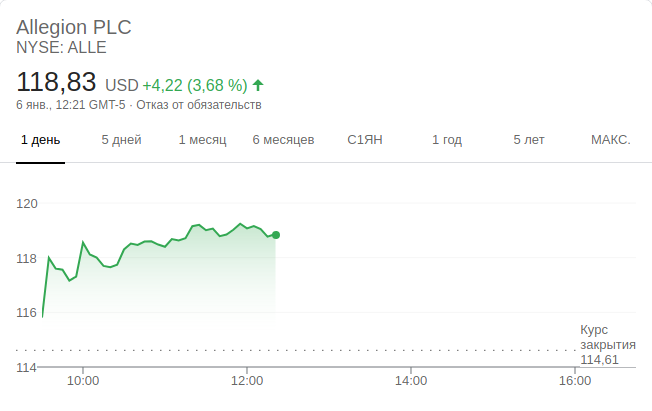 Allegion PLC
NYSE: ALLE
118,83 USD +4,22 (3,68 %)
6 янв., 12:21 GMT-5 · Отказ от обязательств
1 день 5 дней 1 месяц 6 месяцев С1ЯН 1 год 5 лет МАКС.
120
118
116
Курс
закрытия
114,61
114
10:00 12:00 14:00 16:00